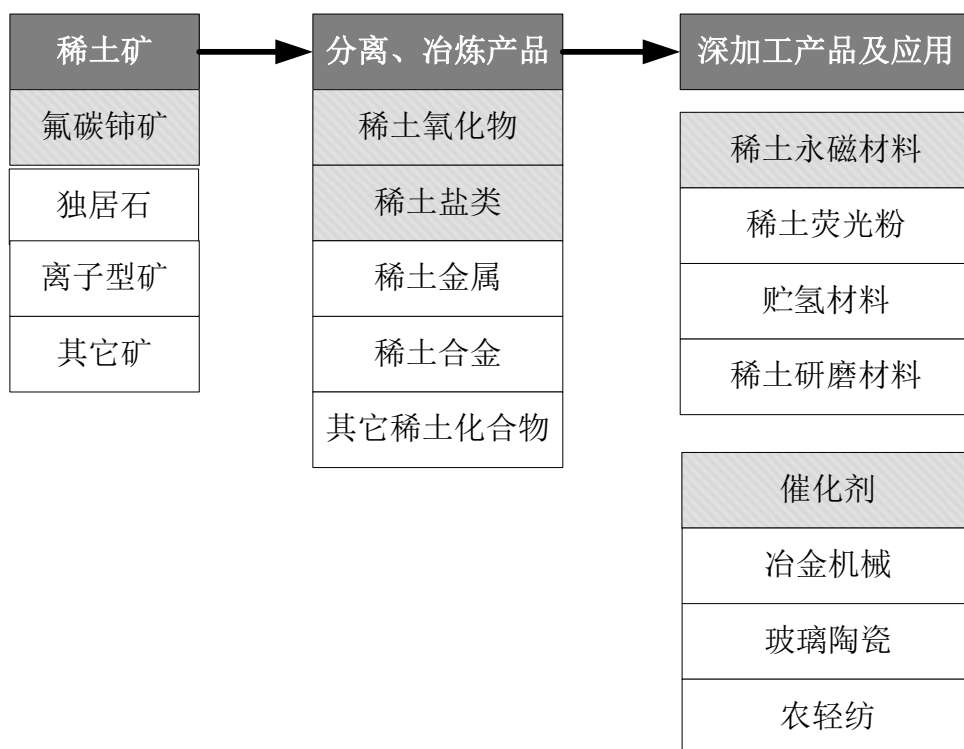 稀土矿
氟碳铈矿
独居石
离子型矿
其它矿
分离、冶炼产品
稀土氧化物
稀土盐类
稀土金属
稀土合金
其它稀土化合物
深加工产品及应用
稀土永磁材料
稀土荧光粉
贮氢材料
稀土研磨材料
催化剂
冶金机械
玻璃陶瓷
农轻纺